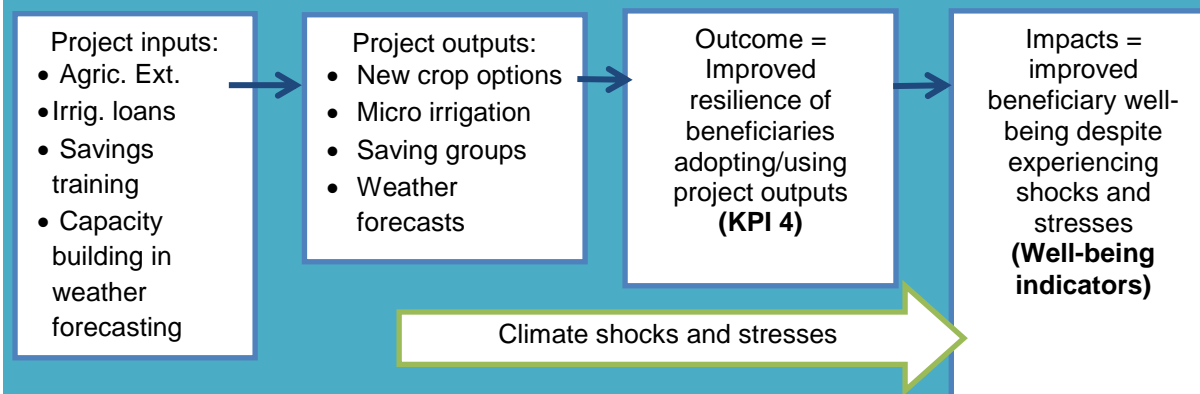 Project inputs:
• Agric. Ext.
• Irrig. loans
• Savings
training
• Capacity
building in
weather
forecasting
Project outputs:
• New crop options
• Micro irrigation
• Saving groups
• Weather
forecasts
Outcome =
Improved
resilience of
beneficiaries
adopting/using
project outputs
(KPI 4)
Impacts =
improved
beneficiary well-
being despite
experiencing
shocks and
stresses
(Well-being
indicators)
Climate shocks and stresses